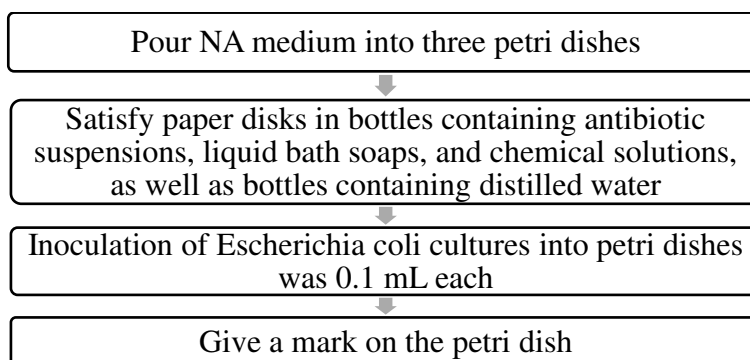 Pour NA medium into three petri dishes
Satisfy paper disks in bottles containing antibiotic
suspensions, liquid bath soaps, and chemical solutions,
as well as bottles containing distilled water
Inoculation of Escherichia coli cultures into petri dishes
was 0.1 mL each
Give a mark on the petri dish